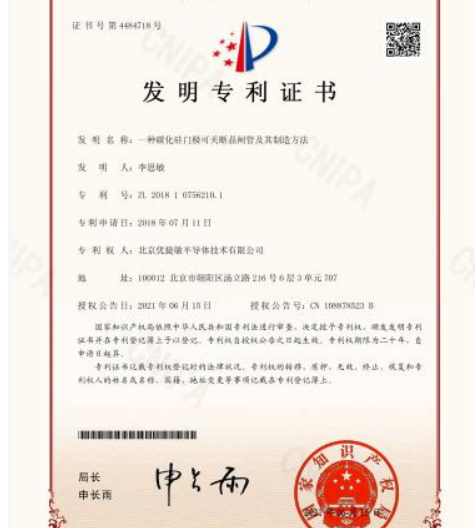 证书号第4484718号
发明专利证书
发 明 名 称：一种碳化硅门极可关断晶闸管及其制造方法
发 明 人：李思敏
专 利 号：ZL 2018 1 0756210.1
专利申请日：2018年07月11日
专 利 权 人：北京优捷敏半导体技术有限公司
地 址：100012 北京市朝阳区汤立路216号6层3单元707
授权公告日：2021年06月15日 授权公告号：CN 108878523 B
国家知识产权局依照中华人民共和国专利法进行审查，决定授予专利权，颁发发明专利
证书并在专利登记簿上予以登记。专利权自授权公告之日起生效。专利权期限为二十年，自
申请日起算。
专利证书记载专利权登记时的法律状况。专利权的转移、质押、无效、终止、恢复和专
利权人的姓名或名称、国籍、地址变更等事项记载在专利登记簿上。
局长
申长雨
申长雨
国家知识产权
CNIPA
CNIPA
CNIPA